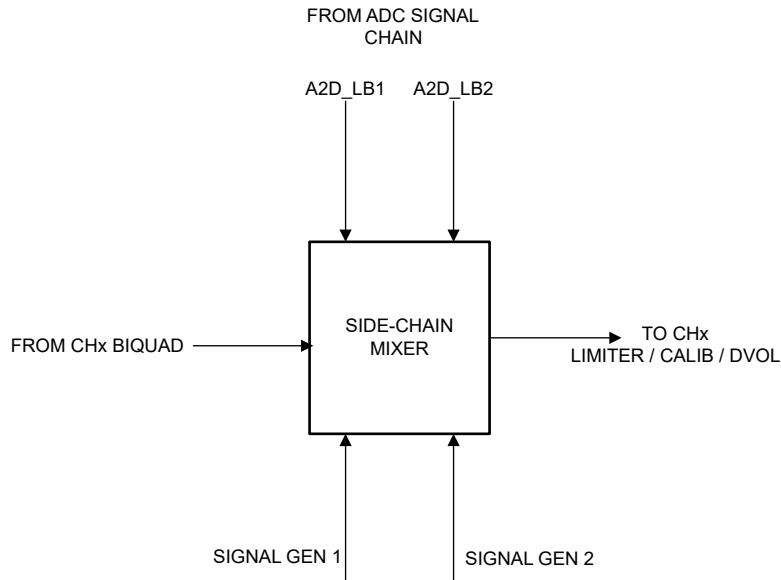 FROM ADC SIGNAL
CHAIN
A2D_LB1
A2D_LB2
SIDE-CHAIN
MIXER
FROM CHx BIQUAD
TO CHx
LIMITER / CALIB / DVOL
SIGNAL GEN 1
SIGNAL GEN 2